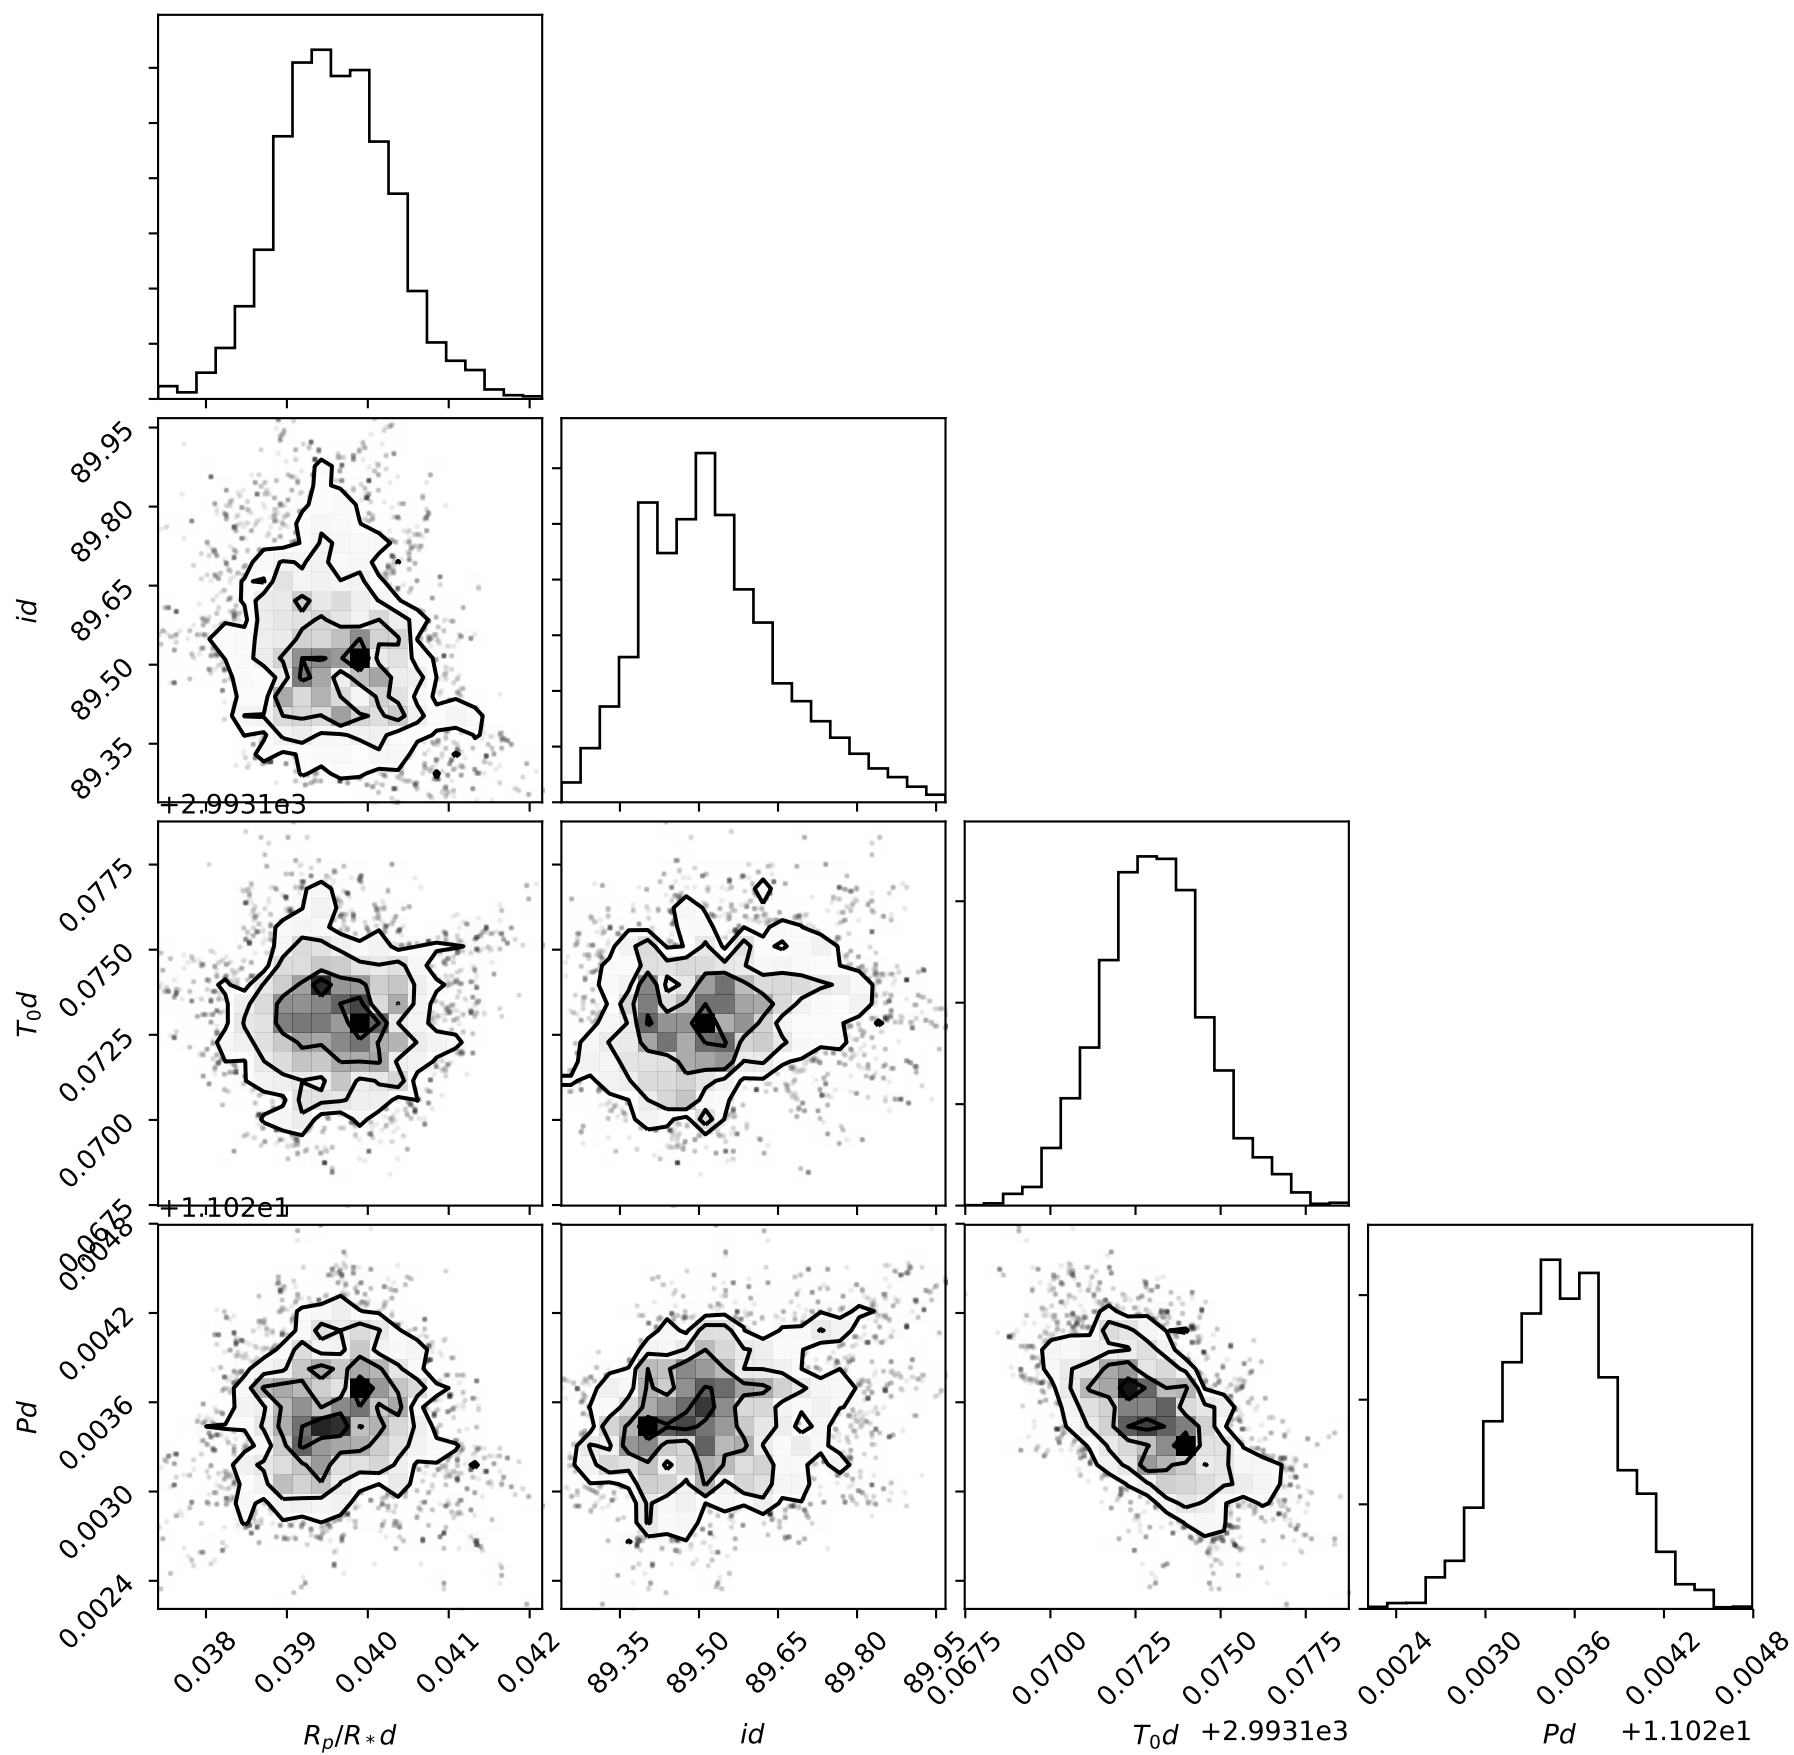 89.95
89.80
89.65
89.50
89.35
id
+2.9931e3
0.0775
0.0750
0.0725
0.0700
0.0675
T₀d
+1.102e1
0.0048
0.0042
0.0036
0.0030
0.0024
Pd
0.038 0.039 0.040 0.041 0.042
89.35 89.50 89.65 89.80 89.95
0.0675 0.0700 0.0725 0.0750 0.0775
0.0024 0.0030 0.0036 0.0042 0.0048
Rₚ/R*d
id
T₀d +2.9931e3
Pd +1.102e1